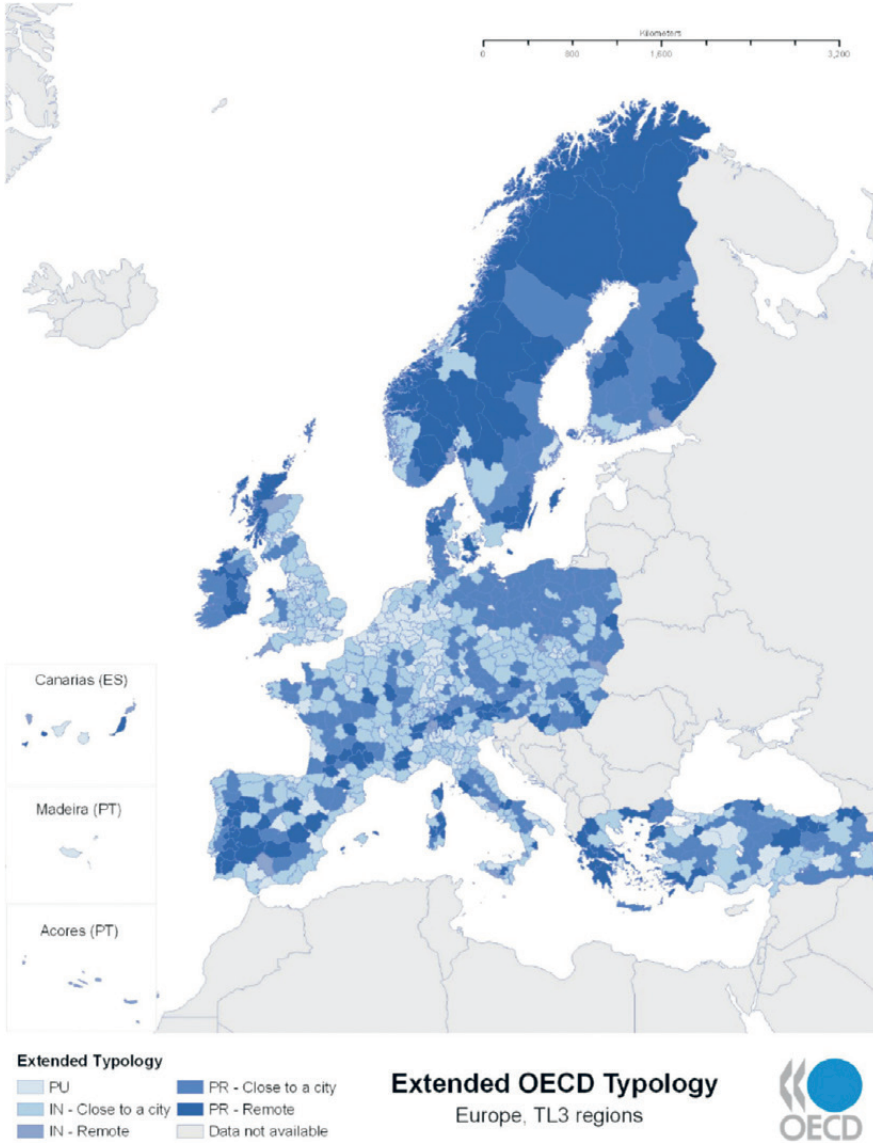 Kilometers
0 800 1,600 3,200
Canarias (ES)
Madeira (PT)
Acores (PT)
Extended Typology
PU
IN - Close to a city
IN - Remote
PR - Close to a city
PR - Remote
Data not available
Extended OECD Typology
Europe, TL3 regions
OECD